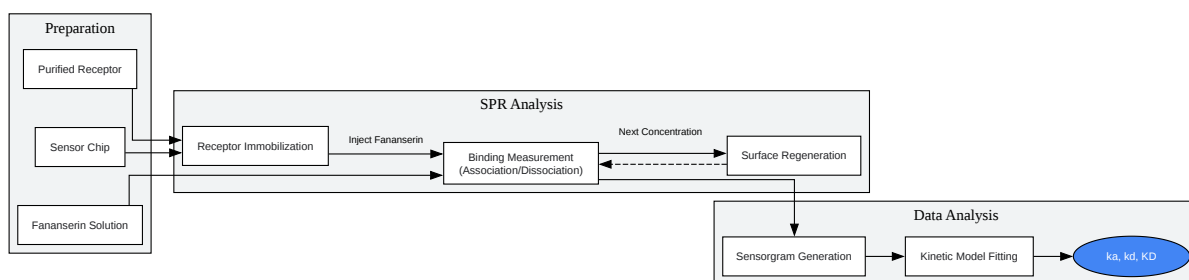 Preparation
Purified Receptor
Sensor Chip
Fananserin Solution
SPR Analysis
Receptor Immobilization
Inject Fananserin
Binding Measurement
(Association/Dissociation)
Next Concentration
Surface Regeneration
Data Analysis
Sensorgram Generation
Kinetic Model Fitting
ka, kd, KD